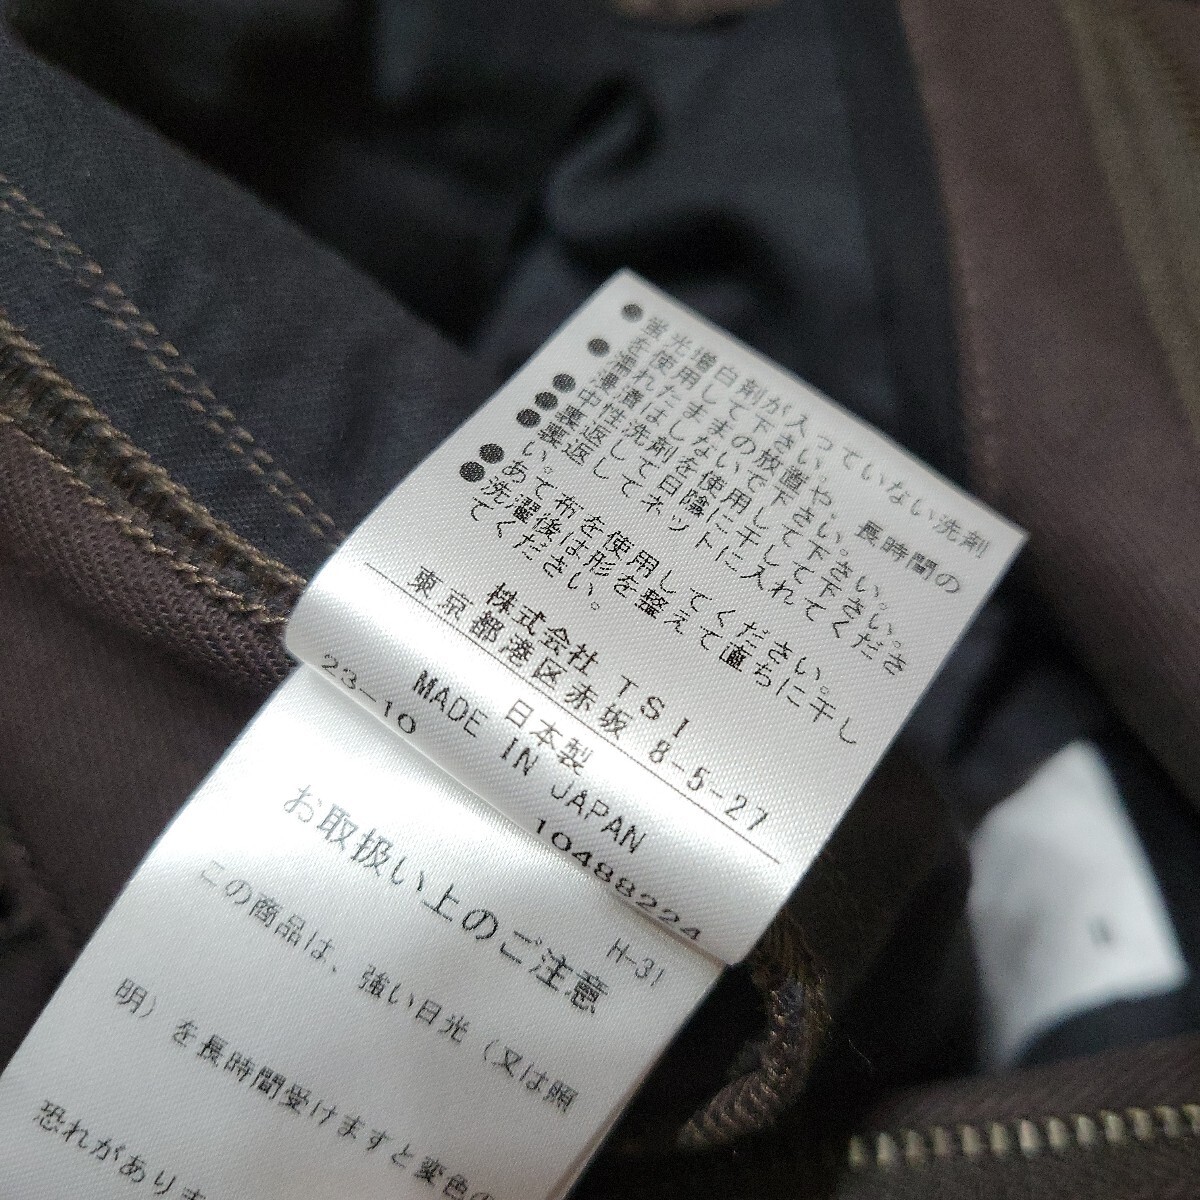 ●蛍光増白剤が入っていない洗剤
を使用して下さい。
●濡れたままの放置や、長時間の
浸漬はしないで下さい。
●中性洗剤を使用して下さい。
●裏返して日陰に干して下さい。
●裏返してネットに入れてくださ
い。
●あて布を使用してください。
●洗濯後は形を整えて直ちに干し
てください。
株式会社 TSI
東京都港区赤坂 8-5-27
日本製
MADE IN JAPAN
23-10
10488224
H-31
お取扱い上のご注意
この商品は、強い日光（又は照
明）を長時間受けますと変色の
恐れがありま